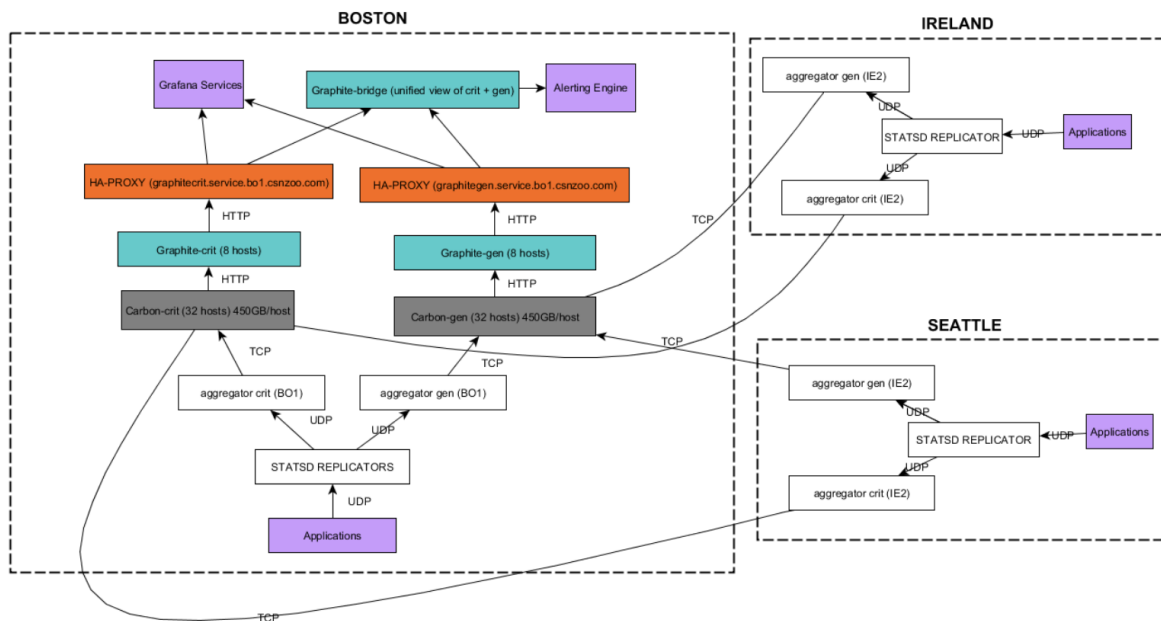 BOSTON
Grafana Services
Graphite-bridge (unified view of crit + gen)
Alerting Engine
HA-PROXY (graphitecrit.service.bo1.csnzoo.com)
HA-PROXY (graphitegen.service.bo1.csnzoo.com)
HTTP
HTTP
Graphite-crit (8 hosts)
Graphite-gen (8 hosts)
HTTP
HTTP
Carbon-crit (32 hosts) 450GB/host
Carbon-gen (32 hosts) 450GB/host
TCP
TCP
aggregator crit (BO1)
aggregator gen (BO1)
UDP
UDP
STATSD REPLICATORS
UDP
Applications
IRELAND
aggregator gen (IE2)
UDP
STATSD REPLICATOR
UDP
Applications
UDP
aggregator crit (IE2)
TCP
SEATTLE
TCP
aggregator gen (IE2)
UDP
STATSD REPLICATOR
UDP
Applications
UDP
aggregator crit (IE2)
TCP